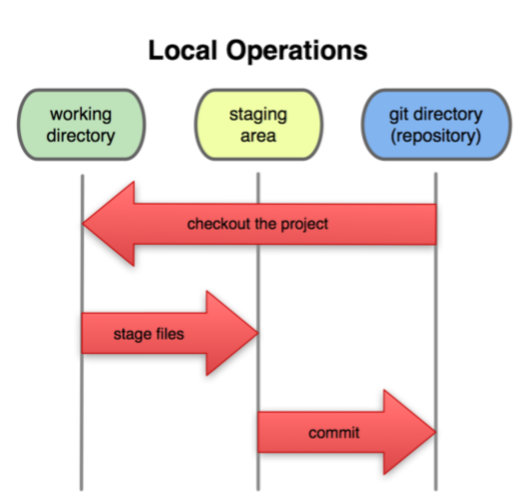 Local Operations
working
directory
staging
area
git directory
(repository)
checkout the project
stage files
commit